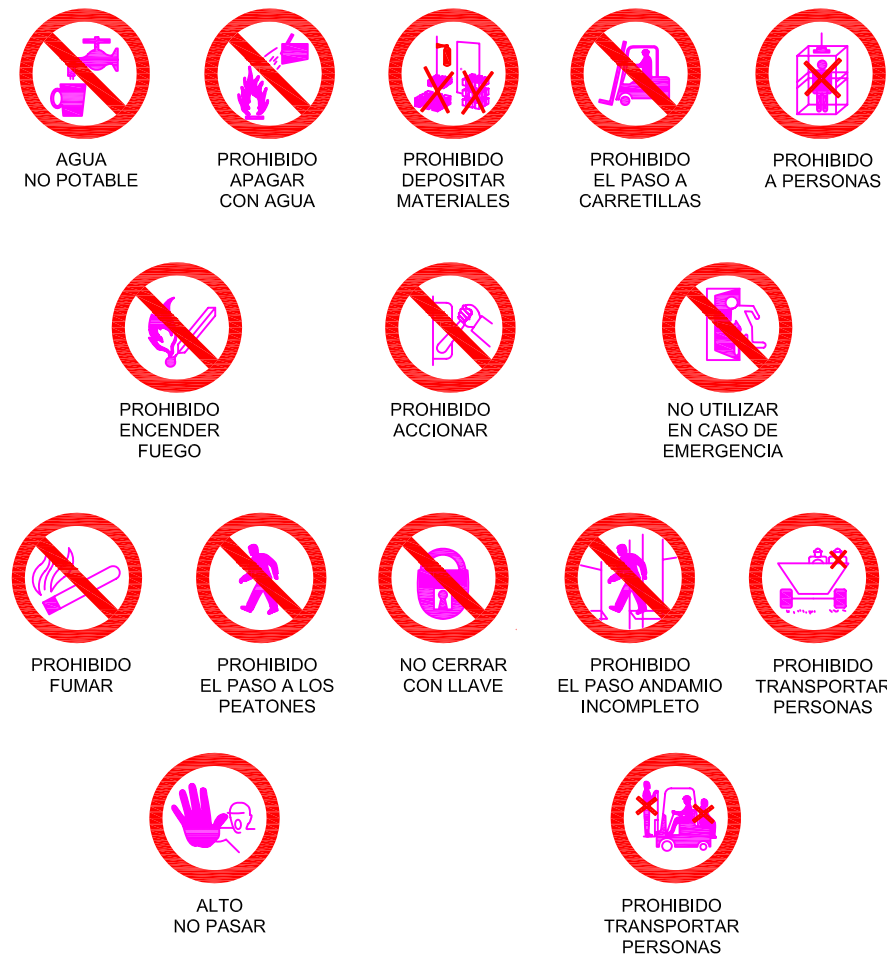 AGUA
NO POTABLE
PROHIBIDO
APAGAR
CON AGUA
PROHIBIDO
DEPOSITAR
MATERIALES
PROHIBIDO
EL PASO A
CARRETILLAS
PROHIBIDO
A PERSONAS
PROHIBIDO
ENCENDER
FUEGO
PROHIBIDO
ACCIONAR
NO UTILIZAR
EN CASO DE
EMERGENCIA
PROHIBIDO
FUMAR
PROHIBIDO
EL PASO A LOS
PEATONES
NO CERRAR
CON LLAVE
PROHIBIDO
EL PASO ANDAMIO
INCOMPLETO
PROHIBIDO
TRANSPORTAR
PERSONAS
ALTO
NO PASAR
PROHIBIDO
TRANSPORTAR
PERSONAS